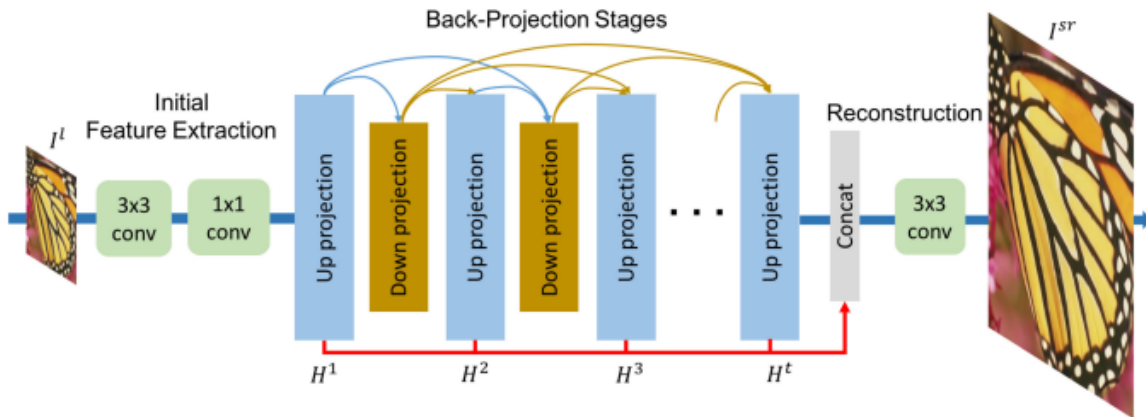 Back-Projection Stages
Initial
Feature Extraction
I^l
3x3
conv
1x1
conv
Up projection
Down projection
Up projection
Down projection
Up projection
. . .
Up projection
Reconstruction
Concat
3x3
conv
I^{sr}
H^1
H^2
H^3
H^t